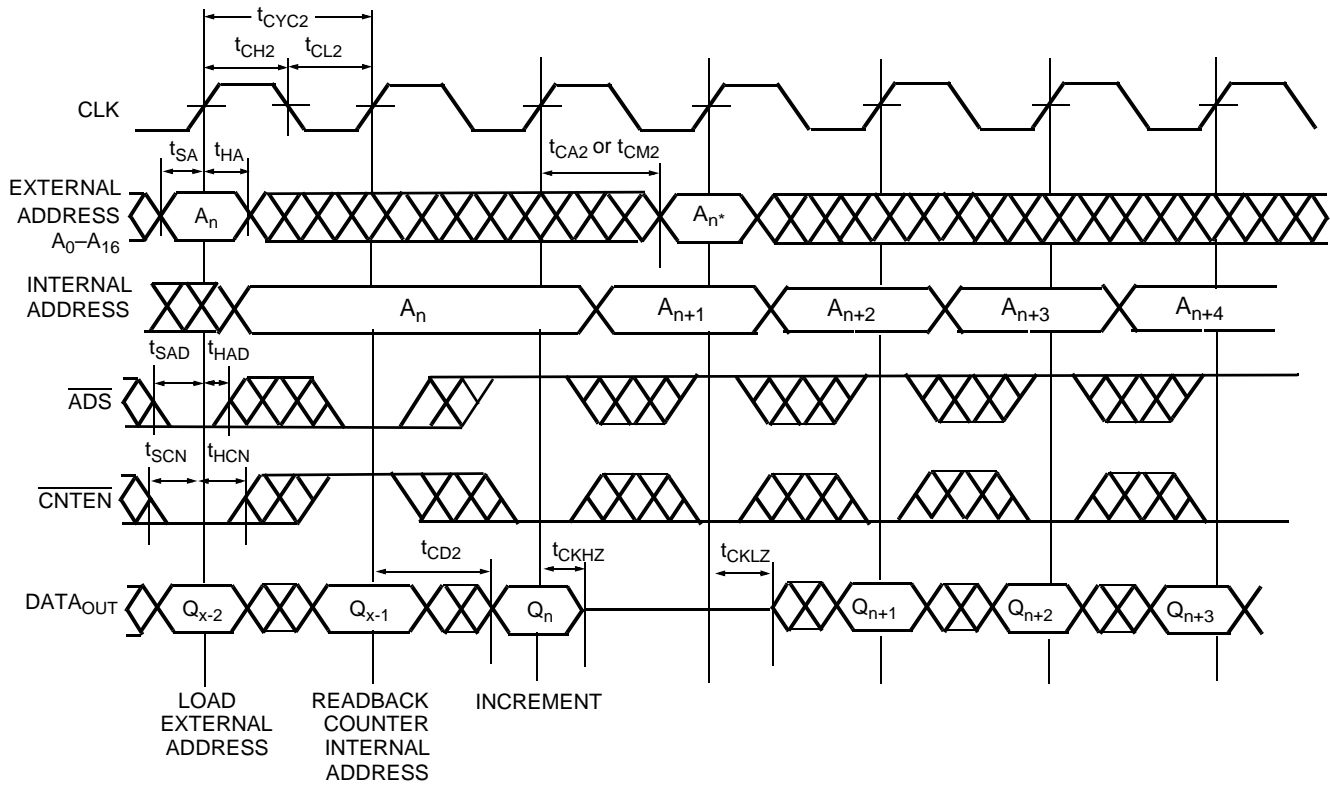 tCYC2
tCH2 tCL2
CLK
tSA tHA tCA2 or tCM2
EXTERNAL
ADDRESS
A0–A16
An An*
INTERNAL
ADDRESS
An An+1 An+2 An+3 An+4
tSAD tHAD
ADS
tSCN tHCN
CNTEN
tCD2 tCKHZ tCKLZ
DATAOUT
Qx-2 Qx-1 Qn Qn+1 Qn+2 Qn+3
LOAD
EXTERNAL
ADDRESS
READBACK
COUNTER
INTERNAL
ADDRESS
INCREMENT